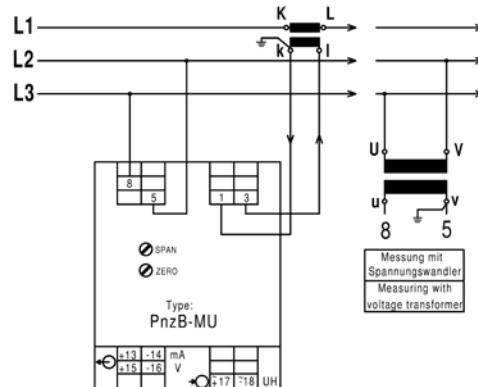 K L
L1
k l
L2
L3
U V
8
5 1 3
u v
8 5
SPAN
ZERO
Messung mit
Spannungswandler
Measuring with
voltage transformer
Type:
PnzB-MU
+13 -14 mA
+15 -16 V
~17 ~18 UH